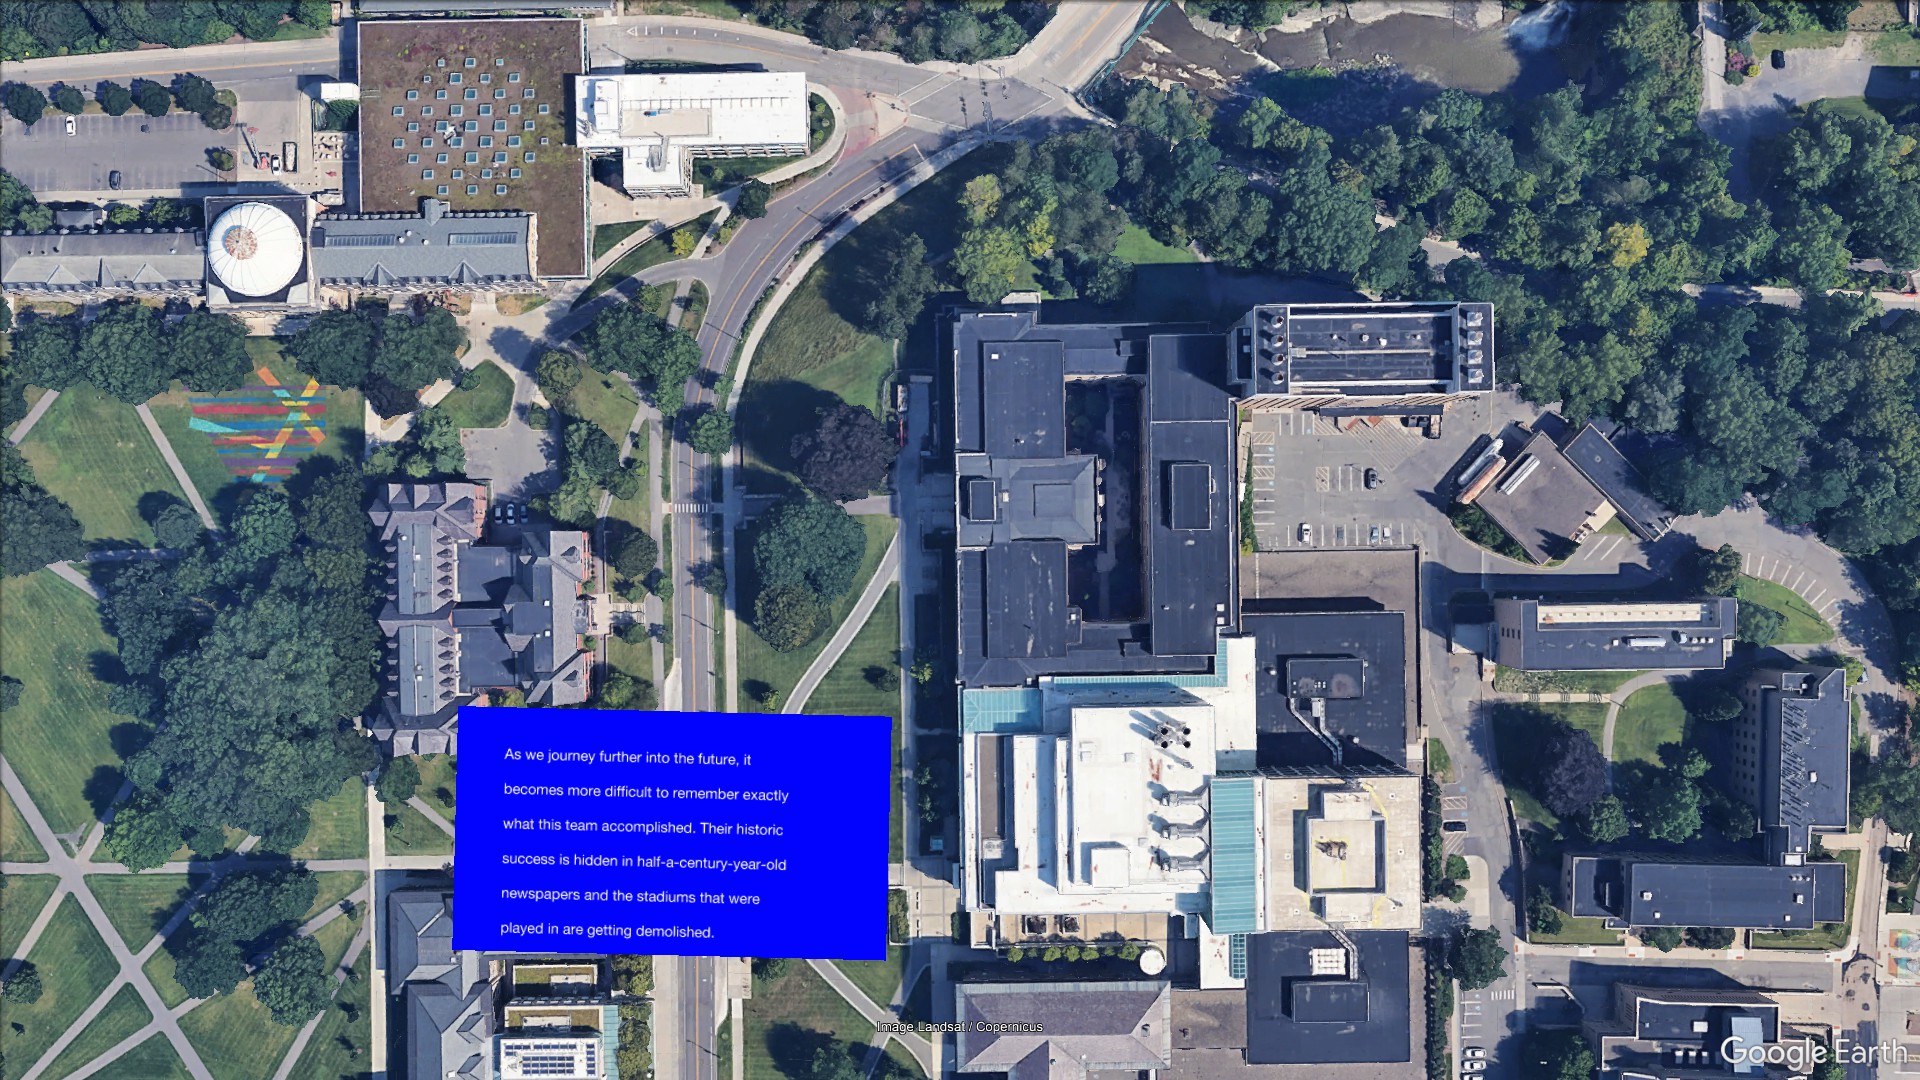 As we journey further into the future, it
becomes more difficult to remember exactly
what this team accomplished. Their historic
success is hidden in half-a-century-year-old
newspapers and the stadiums that were
played in are getting demolished.
Image Landsat / Copernicus
Google Earth